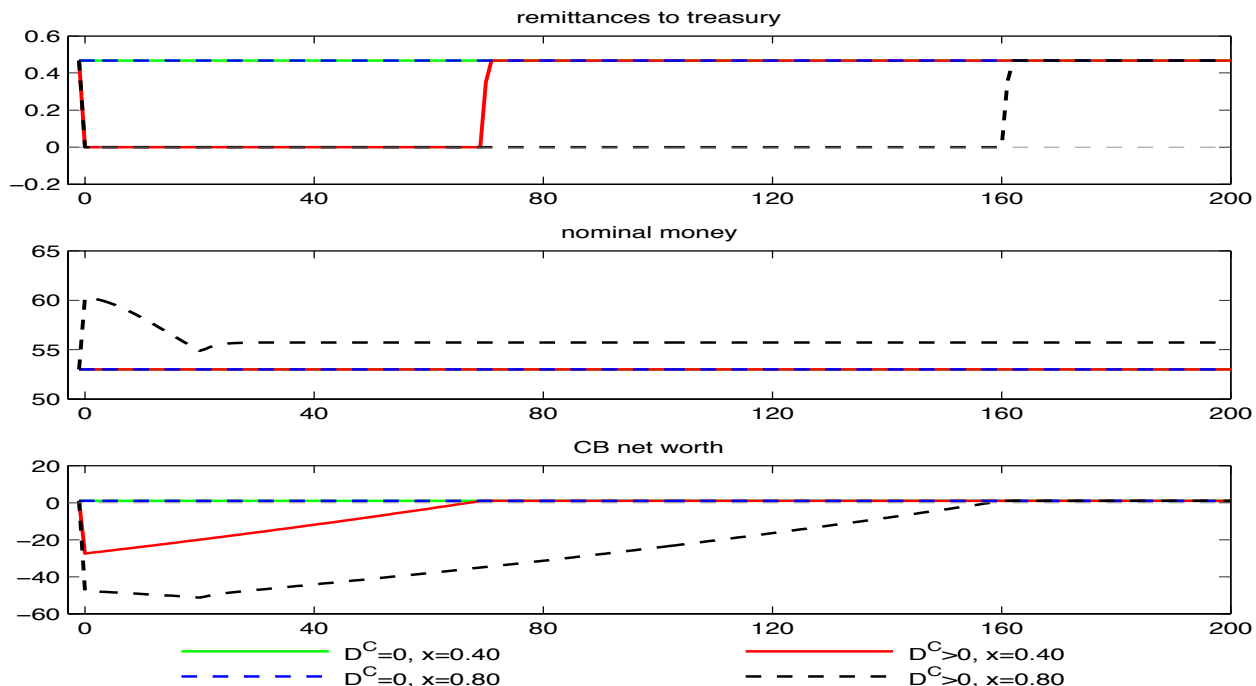 remittances to treasury
0.6
0.4
0.2
0
−0.2
0 40 80 120 160 200
nominal money
65
60
55
50
0 40 80 120 160 200
CB net worth
20
0
−20
−40
−60
0 40 80 120 160 200
D^C=0, x=0.40 D^C>0, x=0.40
D^C=0, x=0.80 D^C>0, x=0.80